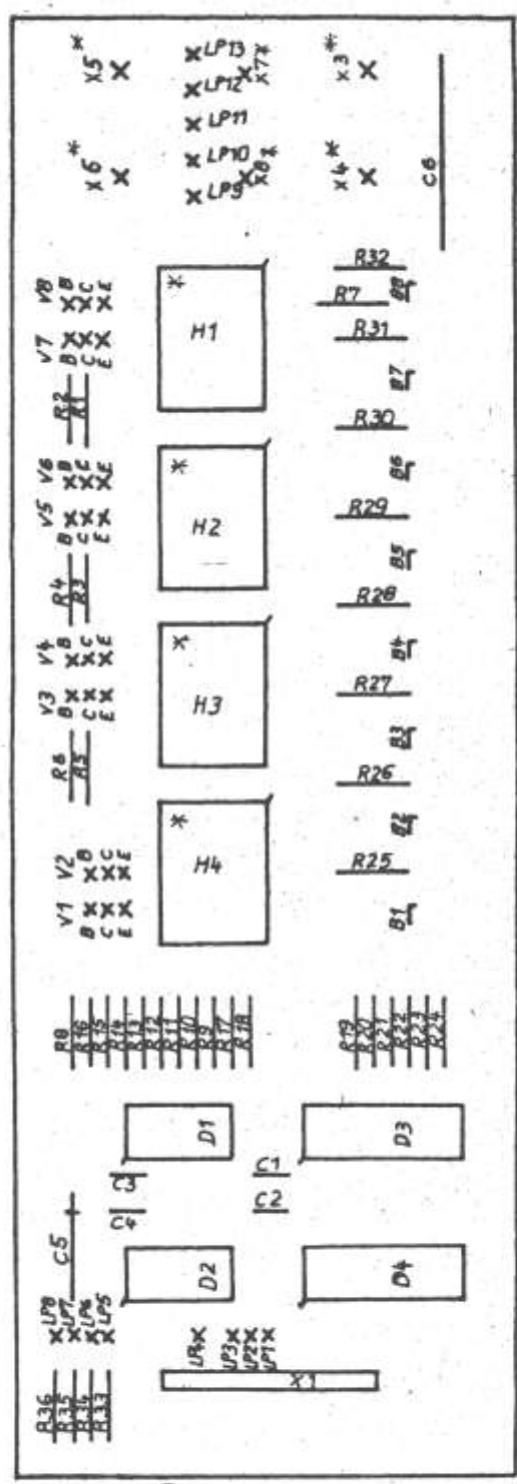 X5*
LP13
X7*
X3*
LP12
LP11
X6*
LP10
LP9
X8*
X4*
C6
R32
V8
B
C
E
H1
R7
B8
R31
V7
B
C
E
R2
R1
B7
R30
V6
B
C
E
*
B6
V5
B
C
E
H2
R29
R4
R3
B5
R28
V4
B
C
E
*
B4
V3
B
C
E
H3
R27
R6
R5
B3
R26
V2
B
C
E
*
B2
V1
B
C
E
H4
R25
B1
R8
R16
R15
R14
R13
R12
R11
R10
R9
R17
R18
R19
R20
R21
R22
R23
R24
D1
D3
C3
C1
C4
C2
C5
D2
D4
LP8
LP7
LP6
LP5
LP4
LP3
LP2
LP1
X1
R36
R35
R34
R33